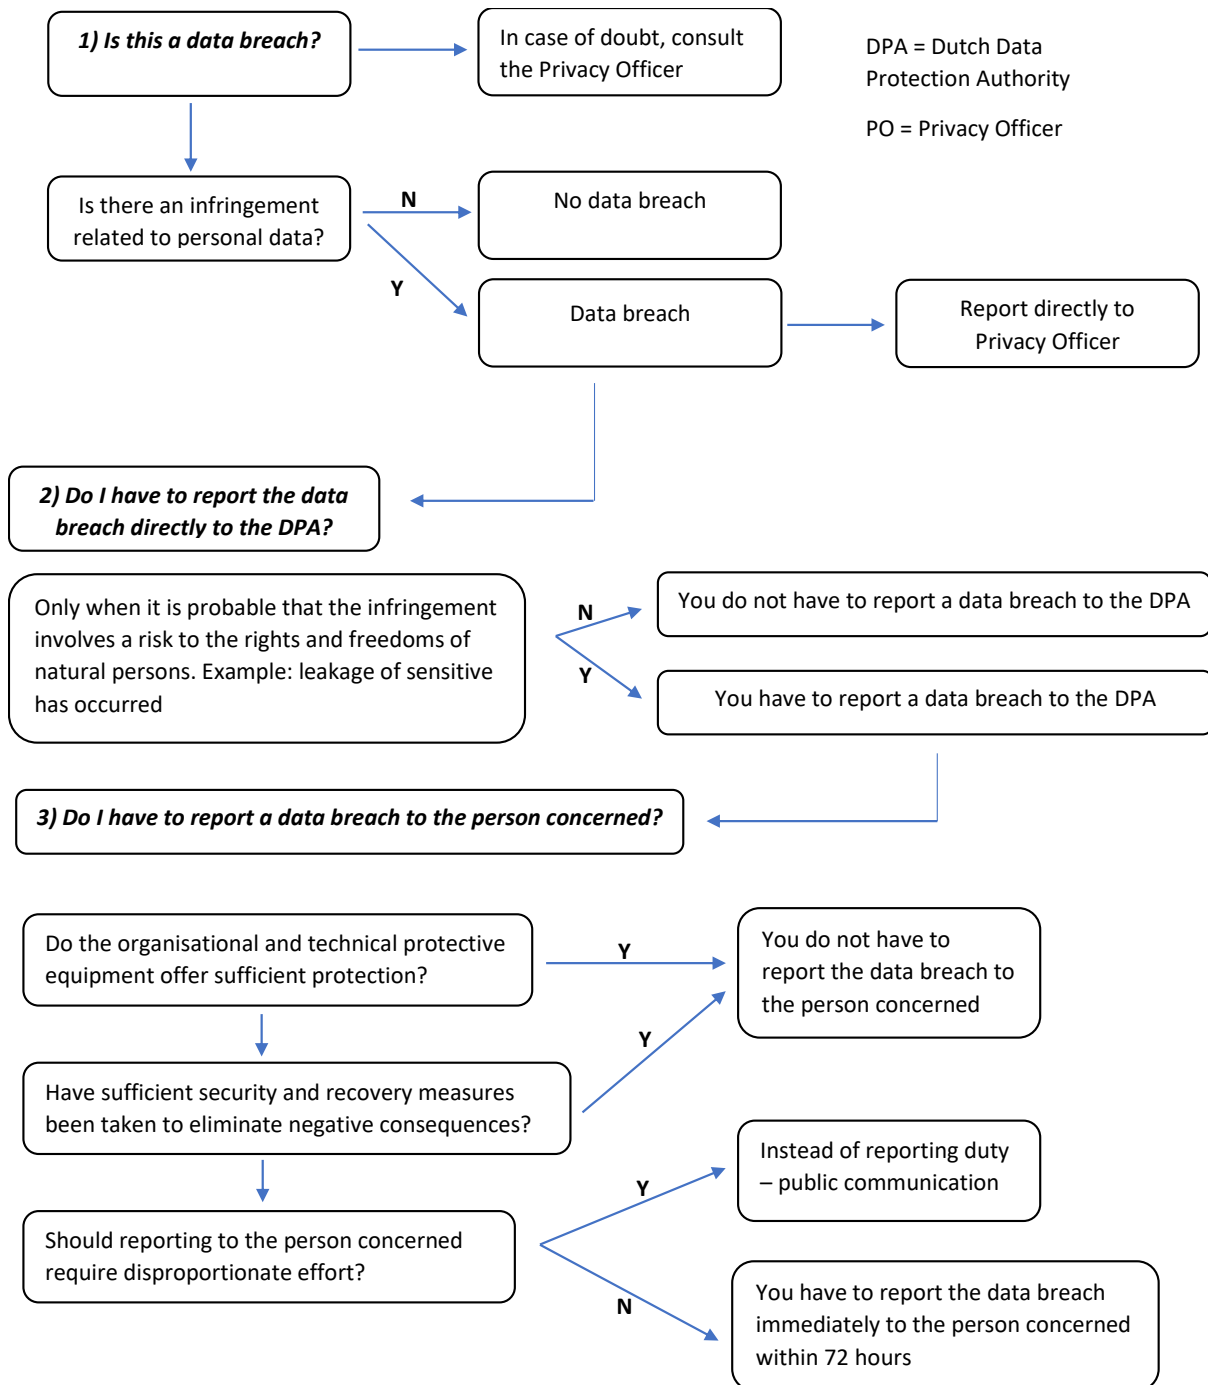 1) Is this a data breach?
In case of doubt, consult
the Privacy Officer
DPA = Dutch Data
Protection Authority
PO = Privacy Officer
Is there an infringement
related to personal data?
N
No data breach
Y
Data breach
Report directly to
Privacy Officer
2) Do I have to report the data
breach directly to the DPA?
Only when it is probable that the infringement
involves a risk to the rights and freedoms of
natural persons. Example: leakage of sensitive
has occurred
N
You do not have to report a data breach to the DPA
Y
You have to report a data breach to the DPA
3) Do I have to report a data breach to the person concerned?
Do the organisational and technical protective
equipment offer sufficient protection?
Y
You do not have to
report the data breach to
the person concerned
Y
Have sufficient security and recovery measures
been taken to eliminate negative consequences?
Instead of reporting duty
– public communication
Y
Should reporting to the person concerned
require disproportionate effort?
N
You have to report the data breach
immediately to the person concerned
within 72 hours